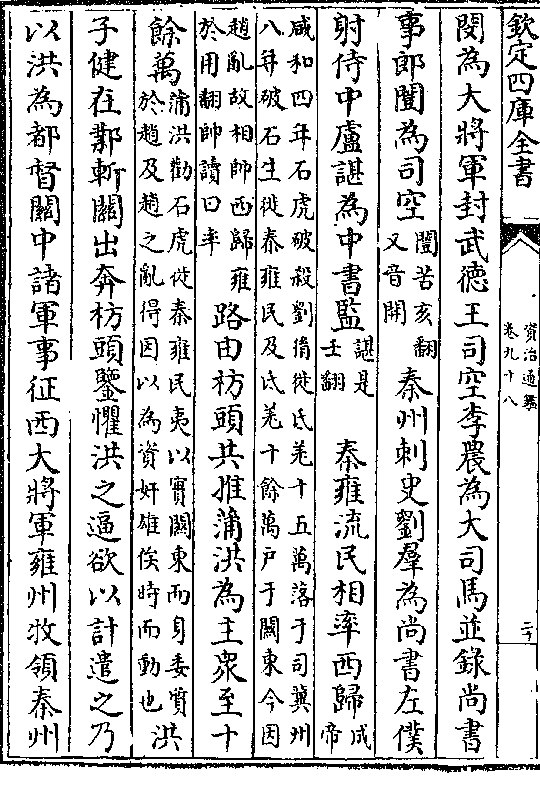 欽定四庫全書
資治通鑑
卷九十八
二十
閔為大將軍封武德王司空李農為大司馬並錄尚書
事郎闓為司空闓苦亥翻
又音開秦州刺史劉羣為尚書左僕
射侍中盧諶為中書監諶是
壬翻秦雍流民相率西歸成
帝
咸和四年石虎破殺劉𦙍徙氐羌十五萬落于司冀州
八年破石生徙秦雍民及氐羌十餘萬戶于關東今因
趙亂故相帥西歸雍
於用翻帥讀曰率路由枋頭共推蒲洪為主衆至十
餘萬蒲洪勸石虎徙秦雍民夷以實關東而身委質
於趙及趙之亂得因以為資奸雄俟時而動也洪
子健在鄴斬關出奔枋頭鑒懼洪之逼欲以計遣之乃
以洪為都督關中諸軍事征西大將軍雍州牧領秦州